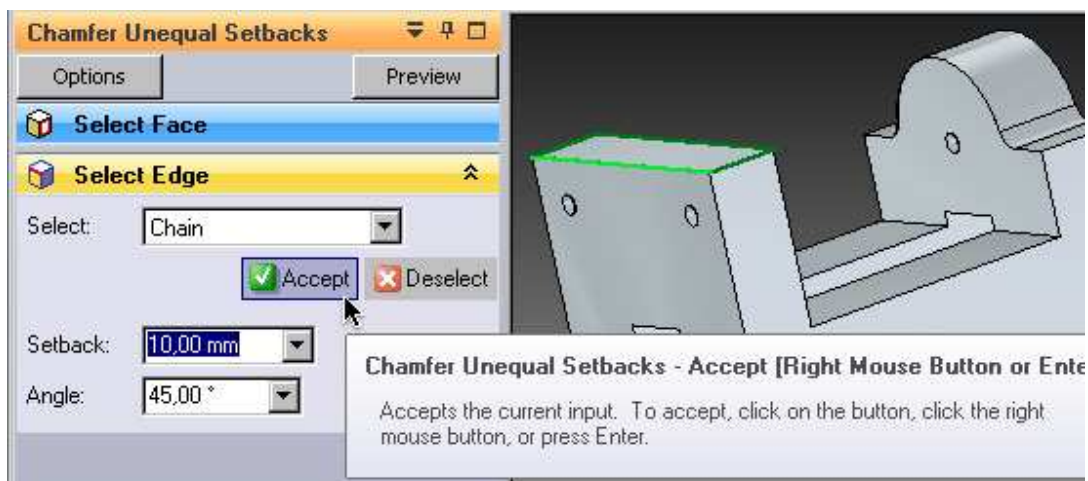 Chamfer Unequal Setbacks
Options Preview
Select Face
Select Edge
Select: Chain
Accept Deselect
Setback: 10,00 mm
Angle: 45,00 °
Chamfer Unequal Setbacks - Accept [Right Mouse Button or Ente
Accepts the current input. To accept, click on the button, click the right
mouse button, or press Enter.